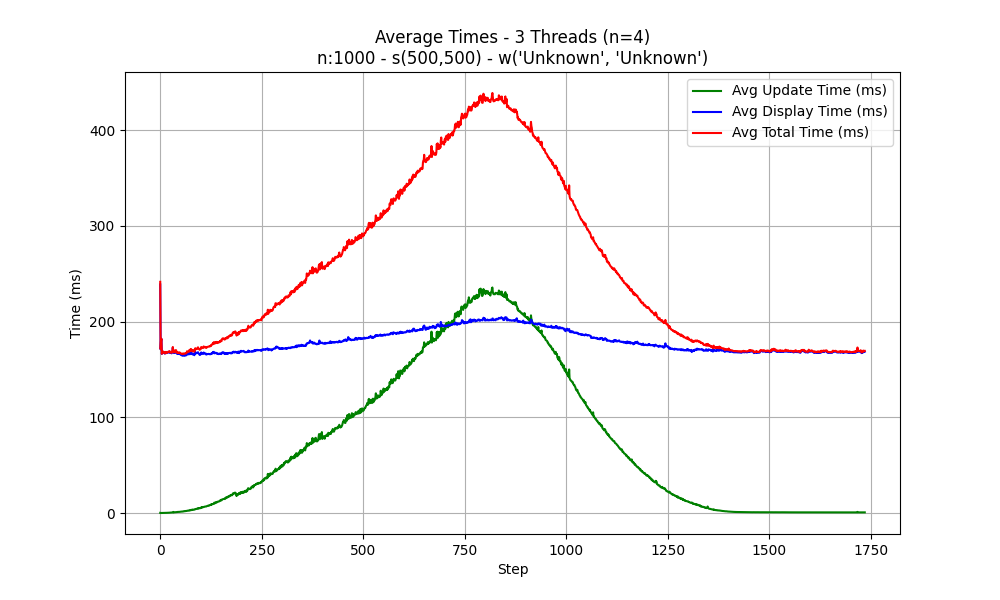 Average Times - 3 Threads (n=4)
n:1000 - s(500,500) - w('Unknown', 'Unknown')
Avg Update Time (ms)
Avg Display Time (ms)
Avg Total Time (ms)
Time (ms)
400
300
200
100
0
0 250 500 750 1000 1250 1500 1750
Step